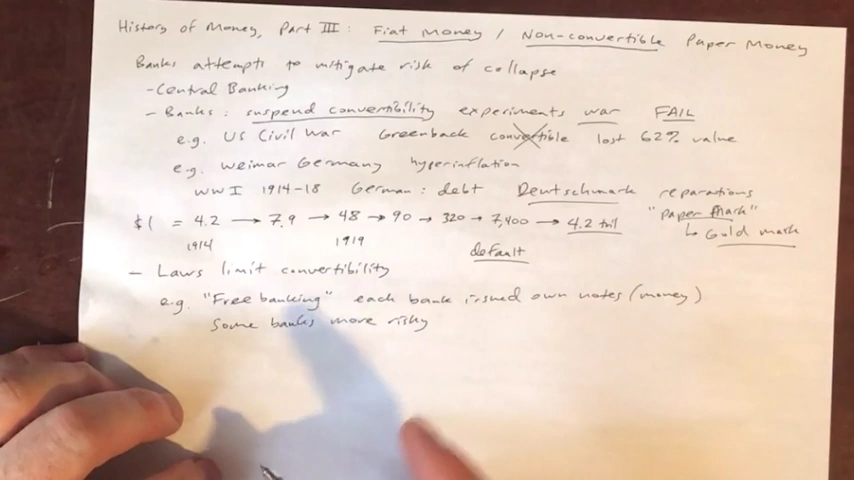 History of Money, Part III: Fiat Money / Non-convertible Paper Money
Banks attempts to mitigate risk of collapse
- Central Banking
- Banks: suspend convertibility experiments war FAIL
e.g. US Civil War Greenback convertible lost 62% value
e.g. Weimar Germany hyperinflation
WWI 1914-18 German: debt Deutschmark reparations
"Paper Mark"
$1 = 4.2 → 7.9 → 48 → 90 → 320 → 7,400 → 4.2 tril
↳ Gold mark
1914 1919
default
- Laws limit convertibility
e.g. "Free banking" each bank issued own notes (money)
Some banks more risky